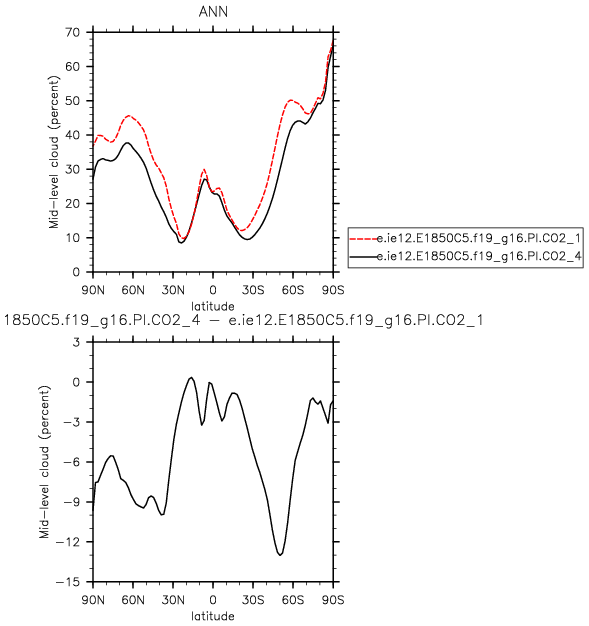 ANN
Mid-level cloud (percent)
70
60
50
40
30
20
10
0
90N 60N 30N 0 30S 60S 90S
latitude
e.ie12.E1850C5.f19_g16.PI.CO2_1
e.ie12.E1850C5.f19_g16.PI.CO2_4
1850C5.f19_g16.PI.CO2_4 - e.ie12.E1850C5.f19_g16.PI.CO2_1
Mid-level cloud (percent)
3
0
-3
-6
-9
-12
-15
90N 60N 30N 0 30S 60S 90S
latitude